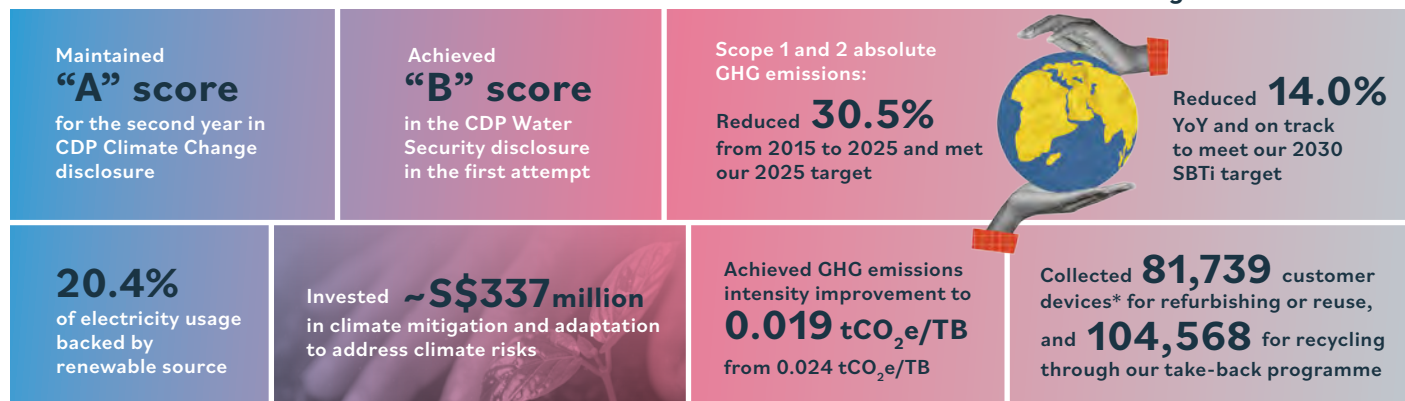 Maintained
“A” score
for the second year in
CDP Climate Change
disclosure
Achieved
“B” score
in the CDP Water
Security disclosure
in the first attempt
Scope 1 and 2 absolute
GHG emissions:
Reduced 30.5%
from 2015 to 2025 and met
our 2025 target
Reduced 14.0%
YoY and on track
to meet our 2030
SBTi target
20.4%
of electricity usage
backed by
renewable source
Invested ~S$337million
in climate mitigation and adaptation
to address climate risks
Achieved GHG emissions
intensity improvement to
0.019 tCO₂e/TB
from 0.024 tCO₂e/TB
Collected 81,739 customer
devices* for refurbishing or reuse,
and 104,568 for recycling
through our take-back programme